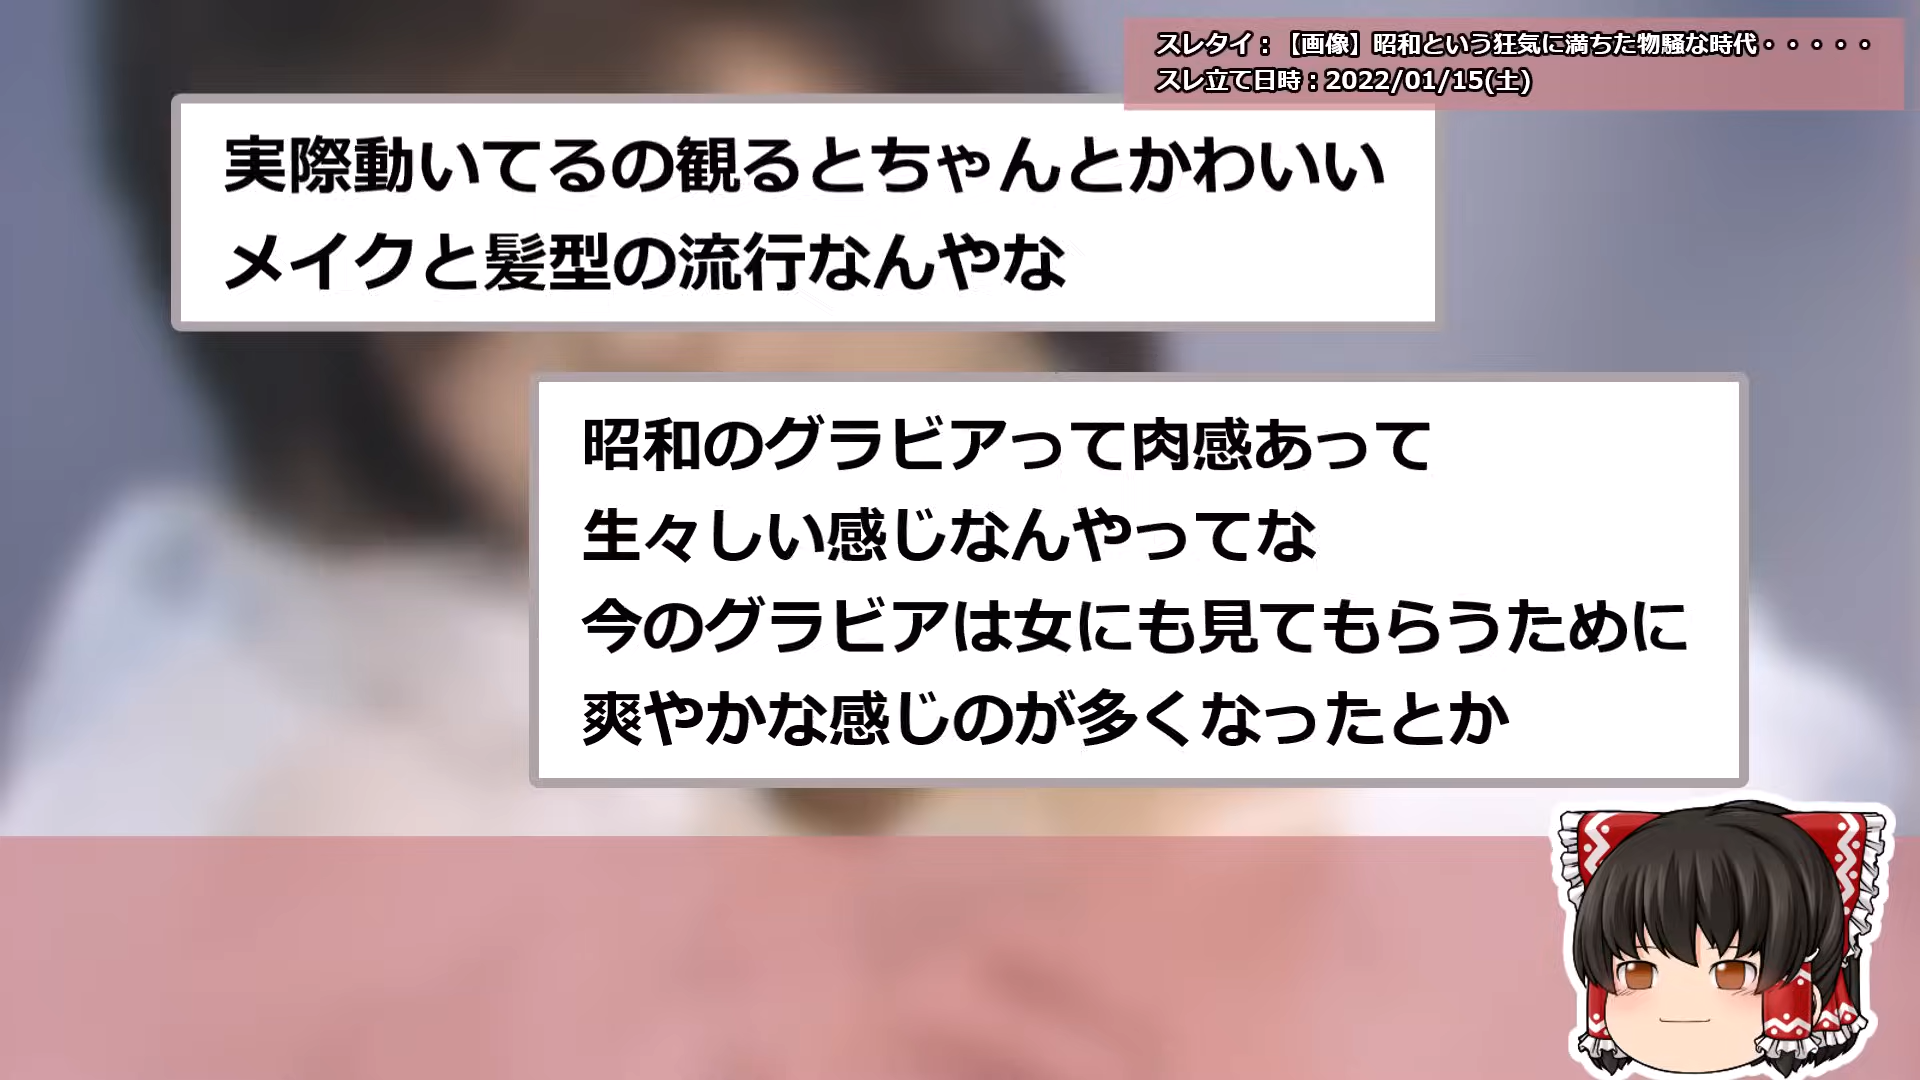 スレタイ：【画像】昭和という狂気に満ちた物騒な時代・・・・・
スレ立て日時：2022/01/15(土)
実際動いてるの観るとちゃんとかわいい
メイクと髪型の流行なんやな
昭和のグラビアって肉感あって
生々しい感じなんやってな
今のグラビアは女にも見てもらうために
爽やかな感じのが多くなったとか